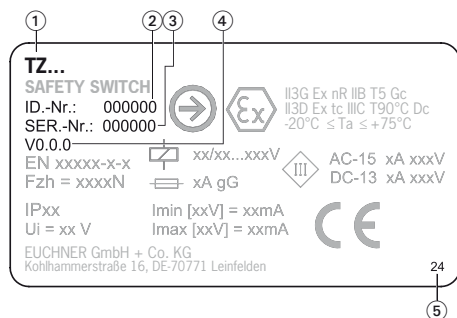 1 2 3 4
TZ...
SAFETY SWITCH
ID.-Nr.: 000000
SER.-Nr.: 000000
V0.0.0
Ex
II3G Ex nR IIB T5 Gc
II3D Ex tc IIIC T90°C Dc
-20°C ≤ Ta ≤ +75°C
EN xxxxx-x-x
Fzh = xxxxN
xx/xx...xxxV
xA gG
III
AC-15 xA xxxV
DC-13 xA xxxV
IPxx
Ui = xx V
Imin [xxV] = xxmA
Imax [xxV] = xxmA
CE
EUCHNER GmbH + Co. KG
Kohlhammerstraße 16, DE-70771 Leinfelden
24
5